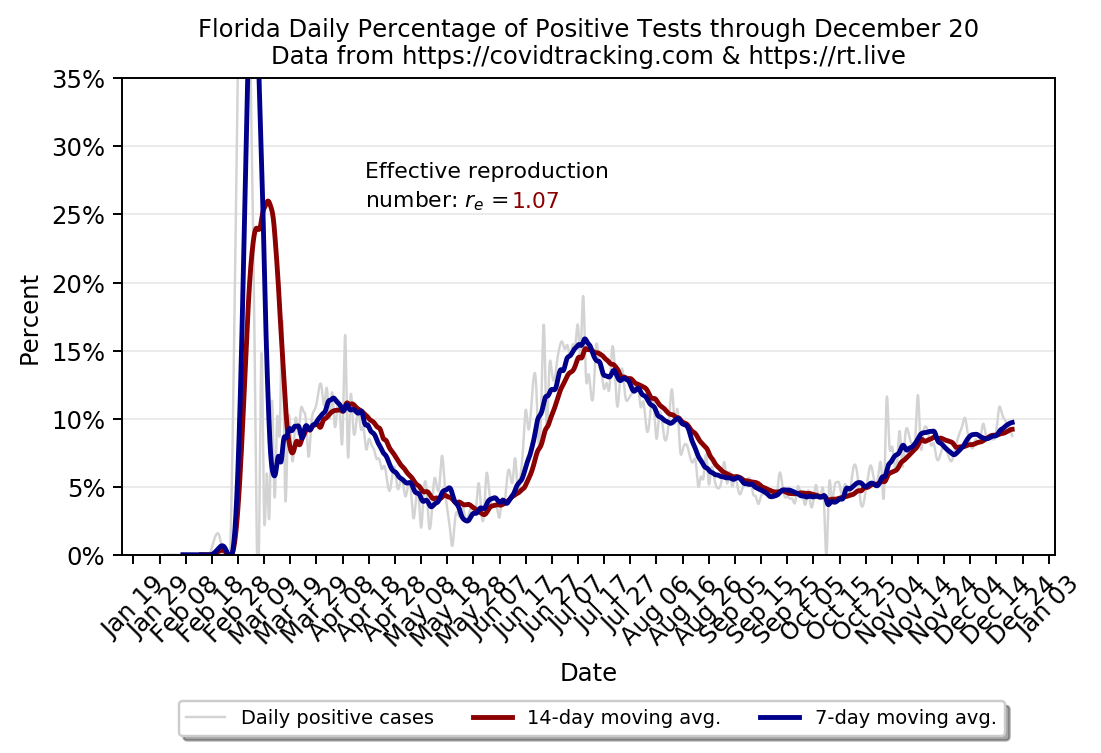 Florida Daily Percentage of Positive Tests through December 20
Data from https://covidtracking.com & https://rt.live
35%
30%
25%
20%
15%
10%
5%
0%
Percent
Effective reproduction
number: rₑ = 1.07
Jan 19
Jan 29
Feb 08
Feb 18
Feb 28
Mar 09
Mar 19
Mar 29
Apr 08
Apr 18
Apr 28
May 08
May 18
May 28
Jun 07
Jun 17
Jun 27
Jul 07
Jul 17
Jul 27
Aug 06
Aug 16
Aug 26
Sep 05
Sep 15
Sep 25
Oct 05
Oct 15
Oct 25
Nov 04
Nov 14
Nov 24
Dec 04
Dec 14
Dec 24
Jan 03
Date
Daily positive cases
14-day moving avg.
7-day moving avg.